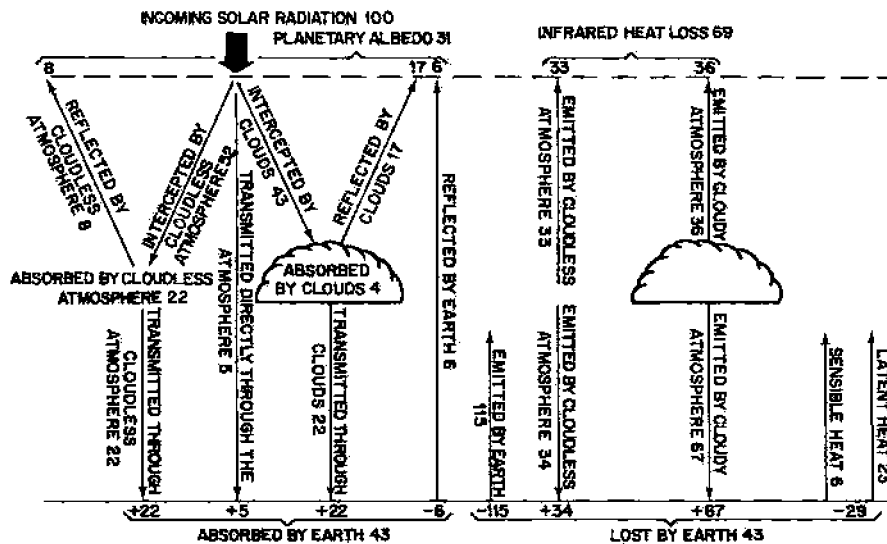 INCOMING SOLAR RADIATION 100
PLANETARY ALBEDO 31
INFRARED HEAT LOSS 69
8
17 6
33
36
REFLECTED BY
CLOUDLESS
ATMOSPHERE 8
INTERCEPTED BY
CLOUDLESS
ATMOSPHERE 52
TRANSMITTED DIRECTLY THROUGH THE
ATMOSPHERE 5
INTERCEPTED BY
CLOUDS 43
REFLECTED BY
CLOUDS 17
REFLECTED BY EARTH 6
EMITTED BY CLOUDLESS
ATMOSPHERE 33
EMITTED BY CLOUDY
ATMOSPHERE 36
ABSORBED BY CLOUDLESS
ATMOSPHERE 22
ABSORBED
BY CLOUDS 4
TRANSMITTED THROUGH
CLOUDLESS
ATMOSPHERE 22
TRANSMITTED THROUGH
CLOUDS 22
EMITTED BY EARTH
115
EMITTED BY CLOUDLESS
ATMOSPHERE 34
EMITTED BY CLOUDY
ATMOSPHERE 67
SENSIBLE HEAT 6
LATENT HEAT 23
+22
+5
+22
-6
-115
+34
+67
-29
ABSORBED BY EARTH 43
LOST BY EARTH 43